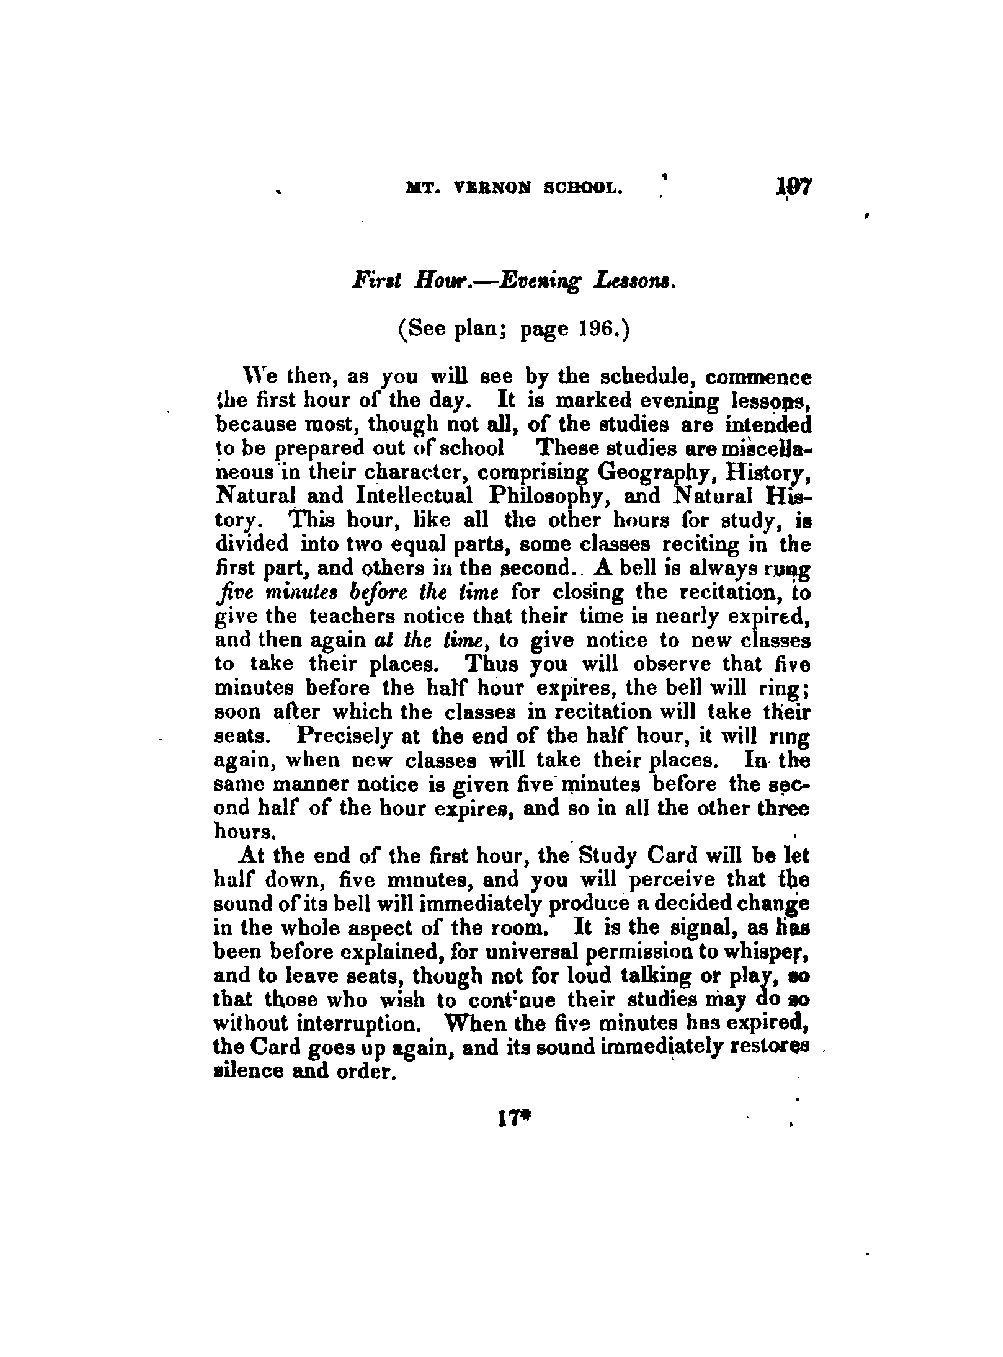 MT. VERNON SCHOOL. 197
First Hour.—Evening Lessons.
(See plan; page 196.)
We then, as you will see by the schedule, commence
the first hour of the day. It is marked evening lessons,
because most, though not all, of the studies are intended
to be prepared out of school These studies are miscella-
neous in their character, comprising Geography, History,
Natural and Intellectual Philosophy, and Natural His-
tory. This hour, like all the other hours for study, is
divided into two equal parts, some classes reciting in the
first part, and others in the second. A bell is always rung
five minutes before the time for closing the recitation, to
give the teachers notice that their time is nearly expired,
and then again at the time, to give notice to new classes
to take their places. Thus you will observe that five
minutes before the half hour expires, the bell will ring;
soon after which the classes in recitation will take their
seats. Precisely at the end of the half hour, it will ring
again, when new classes will take their places. In the
same manner notice is given five minutes before the sec-
ond half of the hour expires, and so in all the other three
hours.
At the end of the first hour, the Study Card will be let
half down, five minutes, and you will perceive that the
sound of its bell will immediately produce a decided change
in the whole aspect of the room. It is the signal, as has
been before explained, for universal permission to whisper,
and to leave seats, though not for loud talking or play, so
that those who wish to continue their studies may do so
without interruption. When the five minutes has expired,
the Card goes up again, and its sound immediately restores
silence and order.
17*